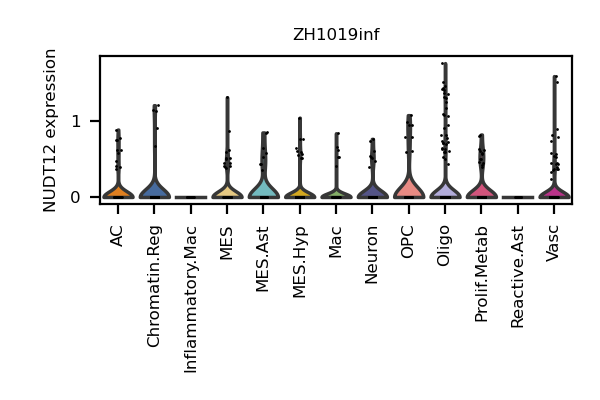 ZH1019inf
NUDT12 expression
1
0
AC
Chromatin.Reg
Inflammatory.Mac
MES
MES.Ast
MES.Hyp
Mac
Neuron
OPC
Oligo
Prolif.Metab
Reactive.Ast
Vasc